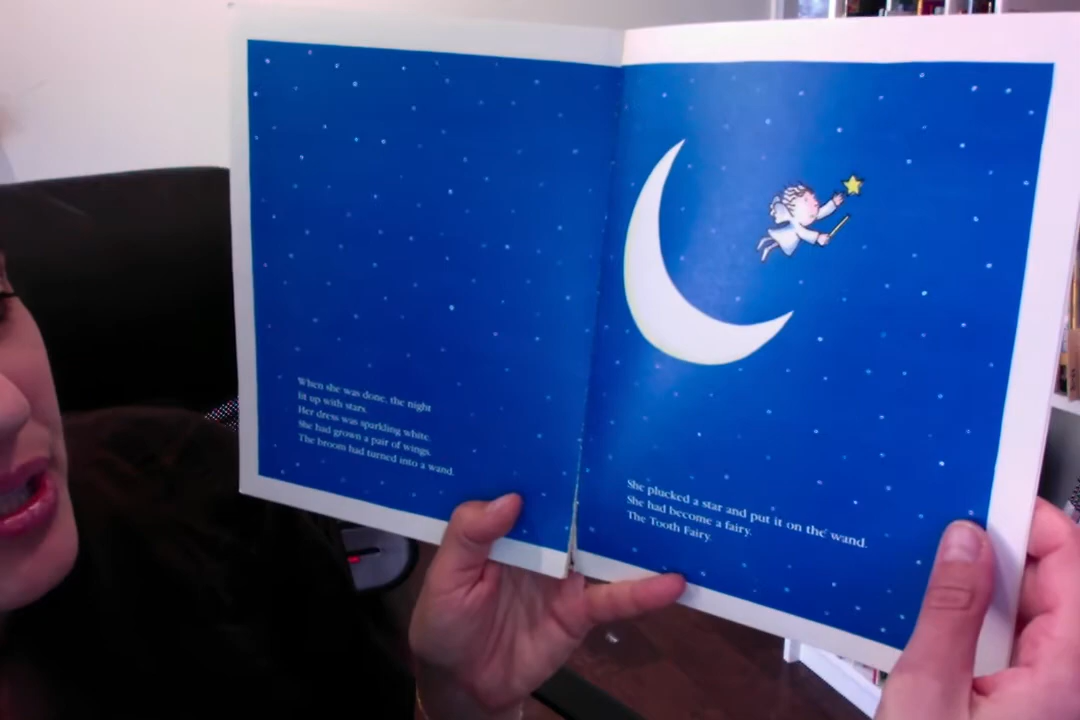 When she was done, the night
lit up with stars.
Her dress was sparkling white.
She had grown a pair of wings.
The broom had turned into a wand.
She plucked a star and put it on the wand.
She had become a fairy.
The Tooth Fairy.